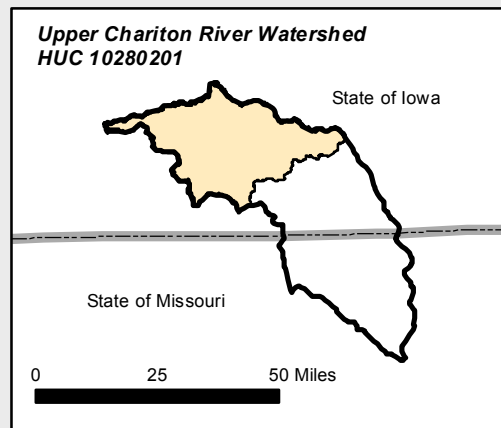 Upper Chariton River Watershed
HUC 10280201
State of Iowa
State of Missouri
0 25 50 Miles